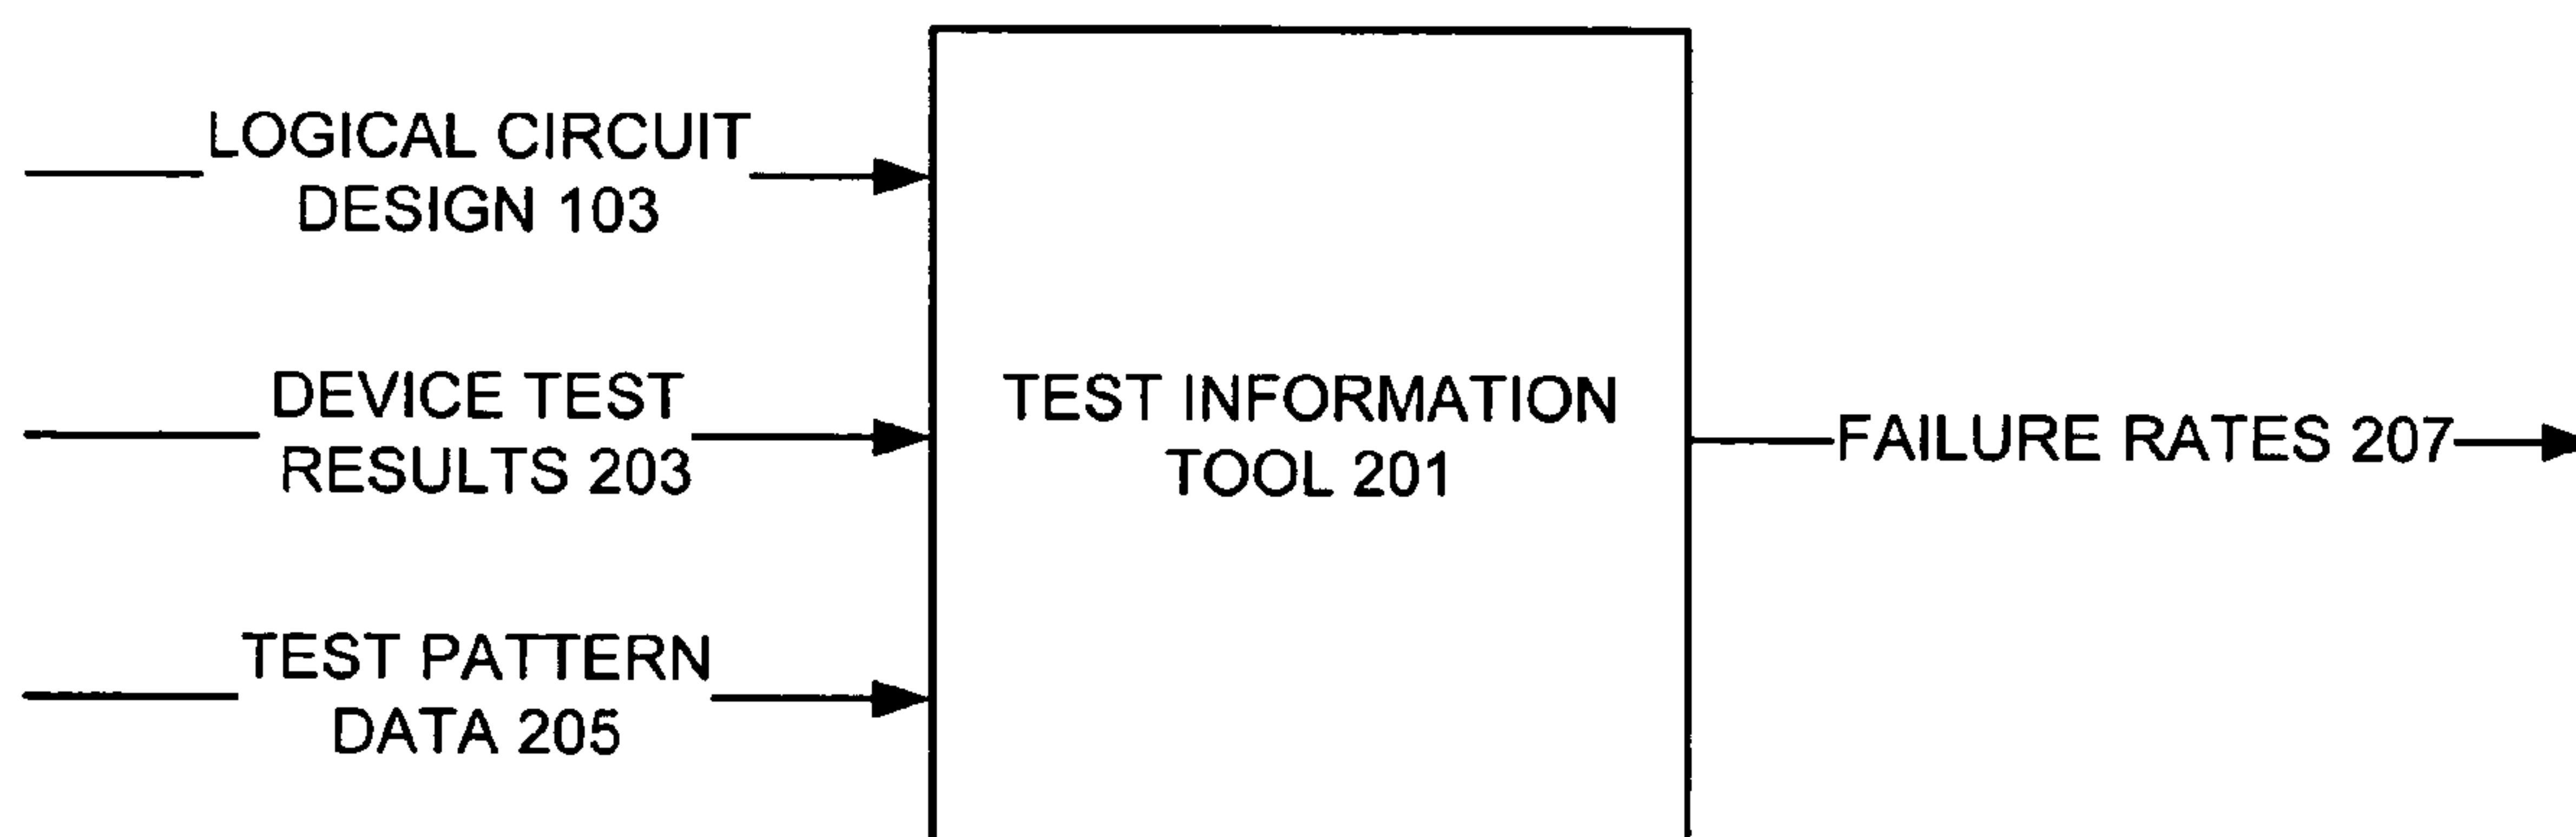 LOGICAL CIRCUIT
DESIGN 103
DEVICE TEST
RESULTS 203
TEST PATTERN
DATA 205
TEST INFORMATION
TOOL 201
FAILURE RATES 207